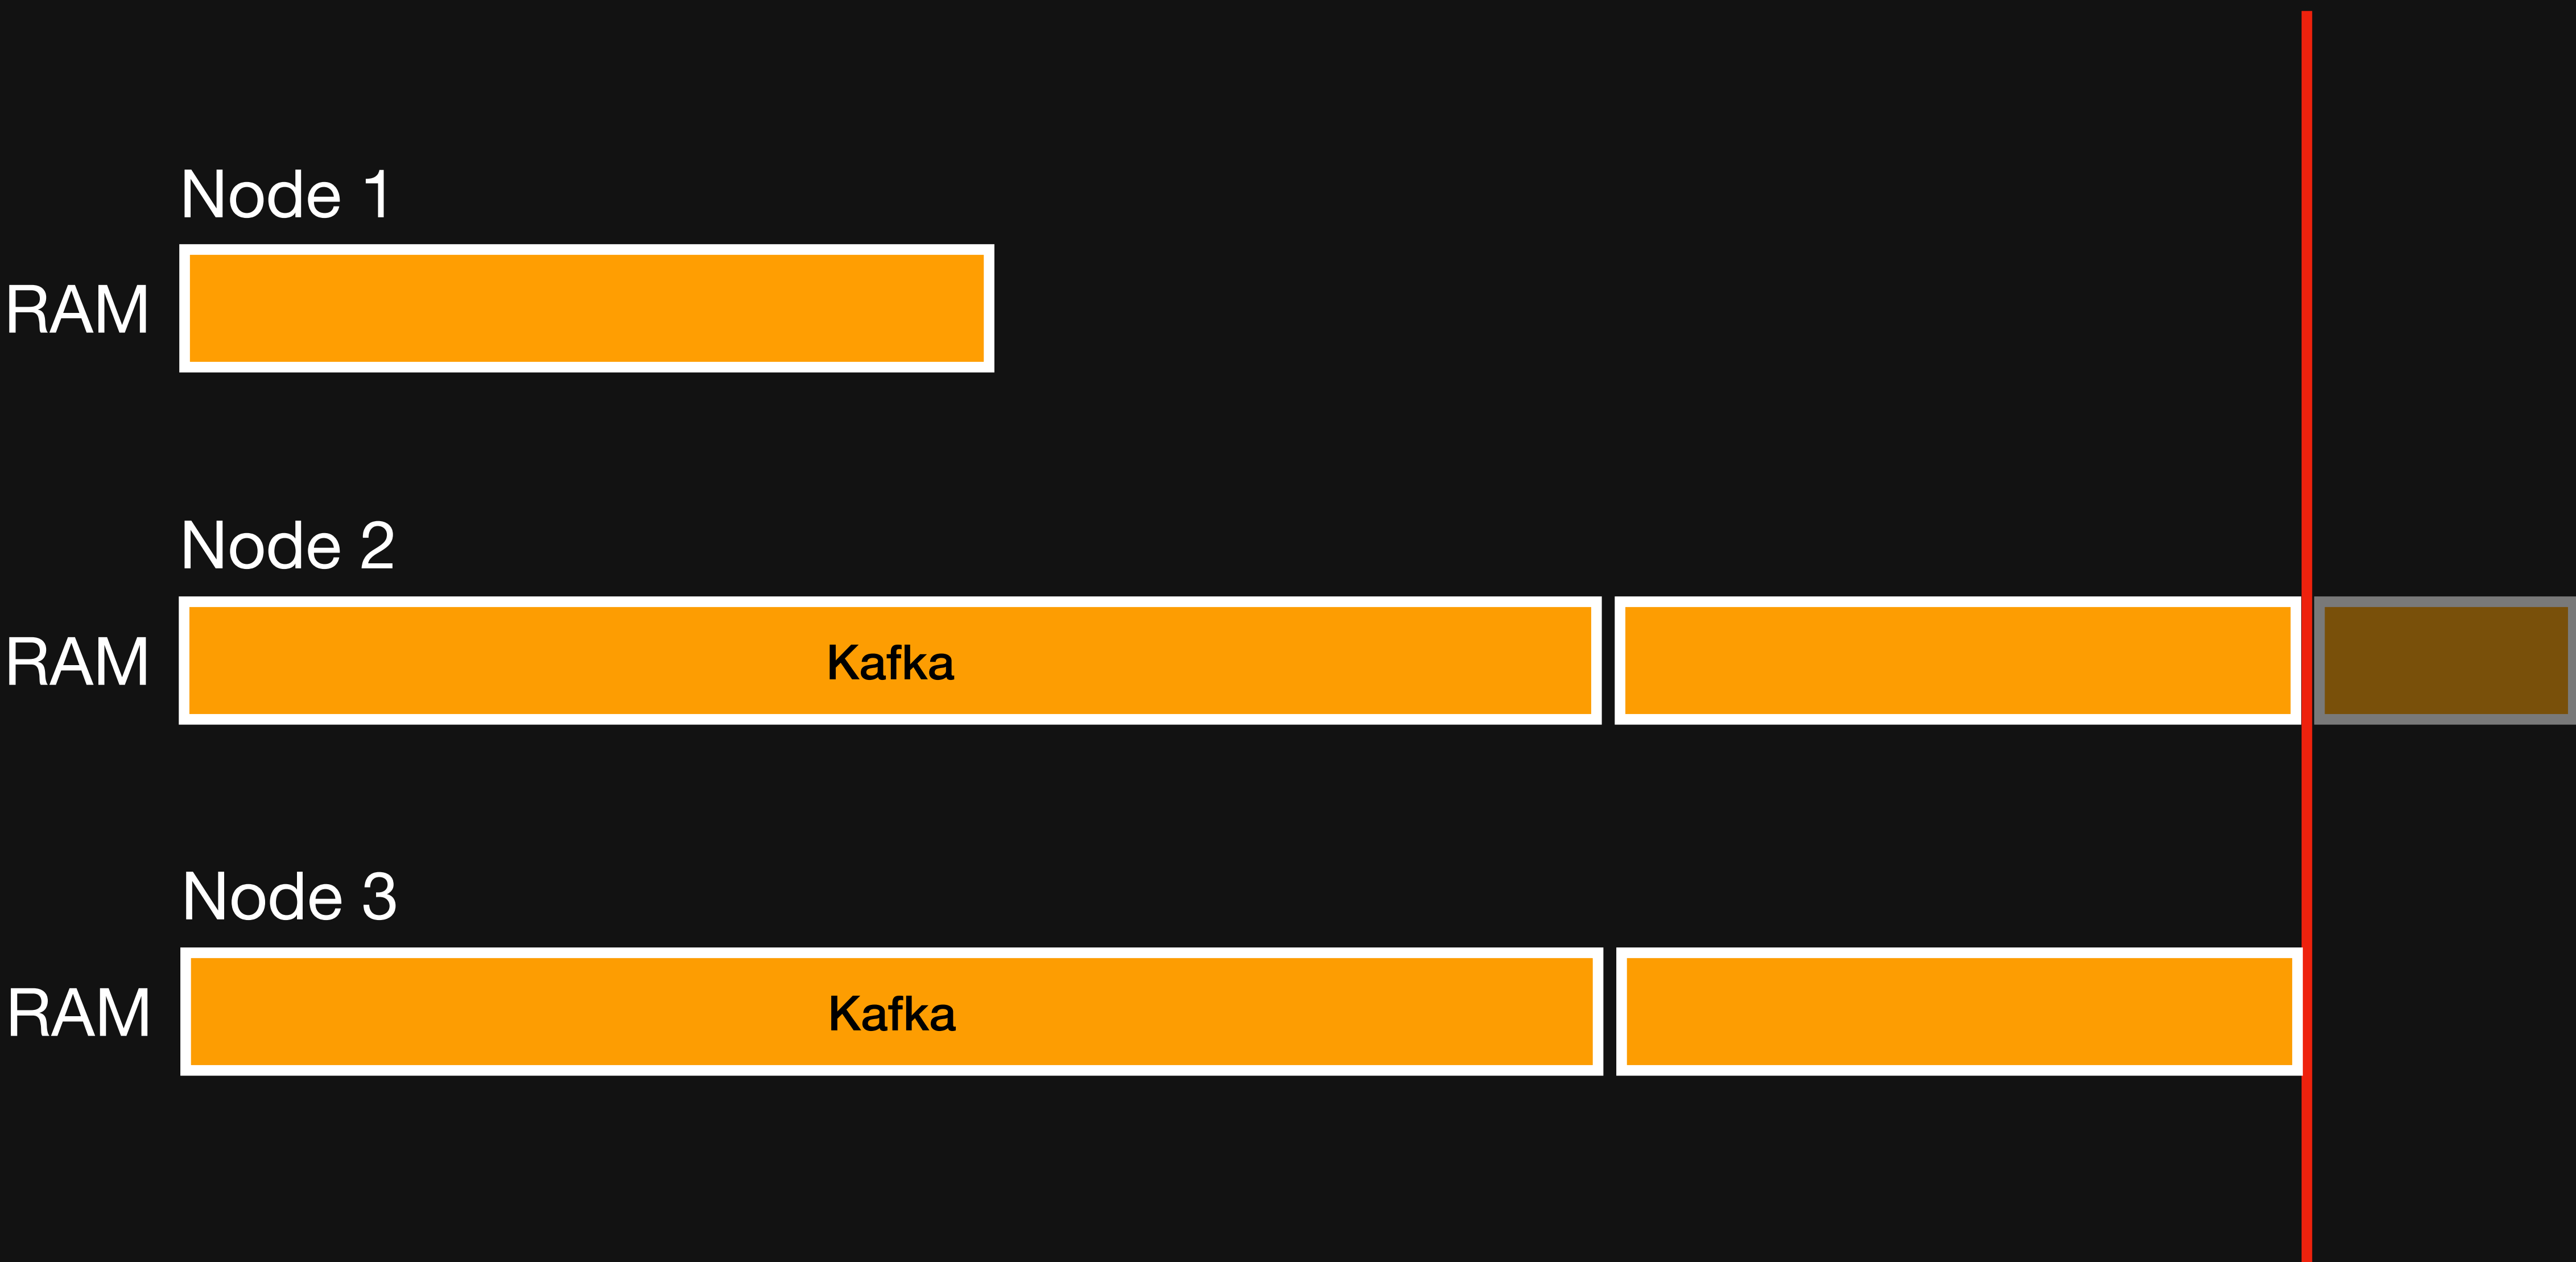 Node 1
RAM
Node 2
RAM
Kafka
Node 3
RAM
Kafka